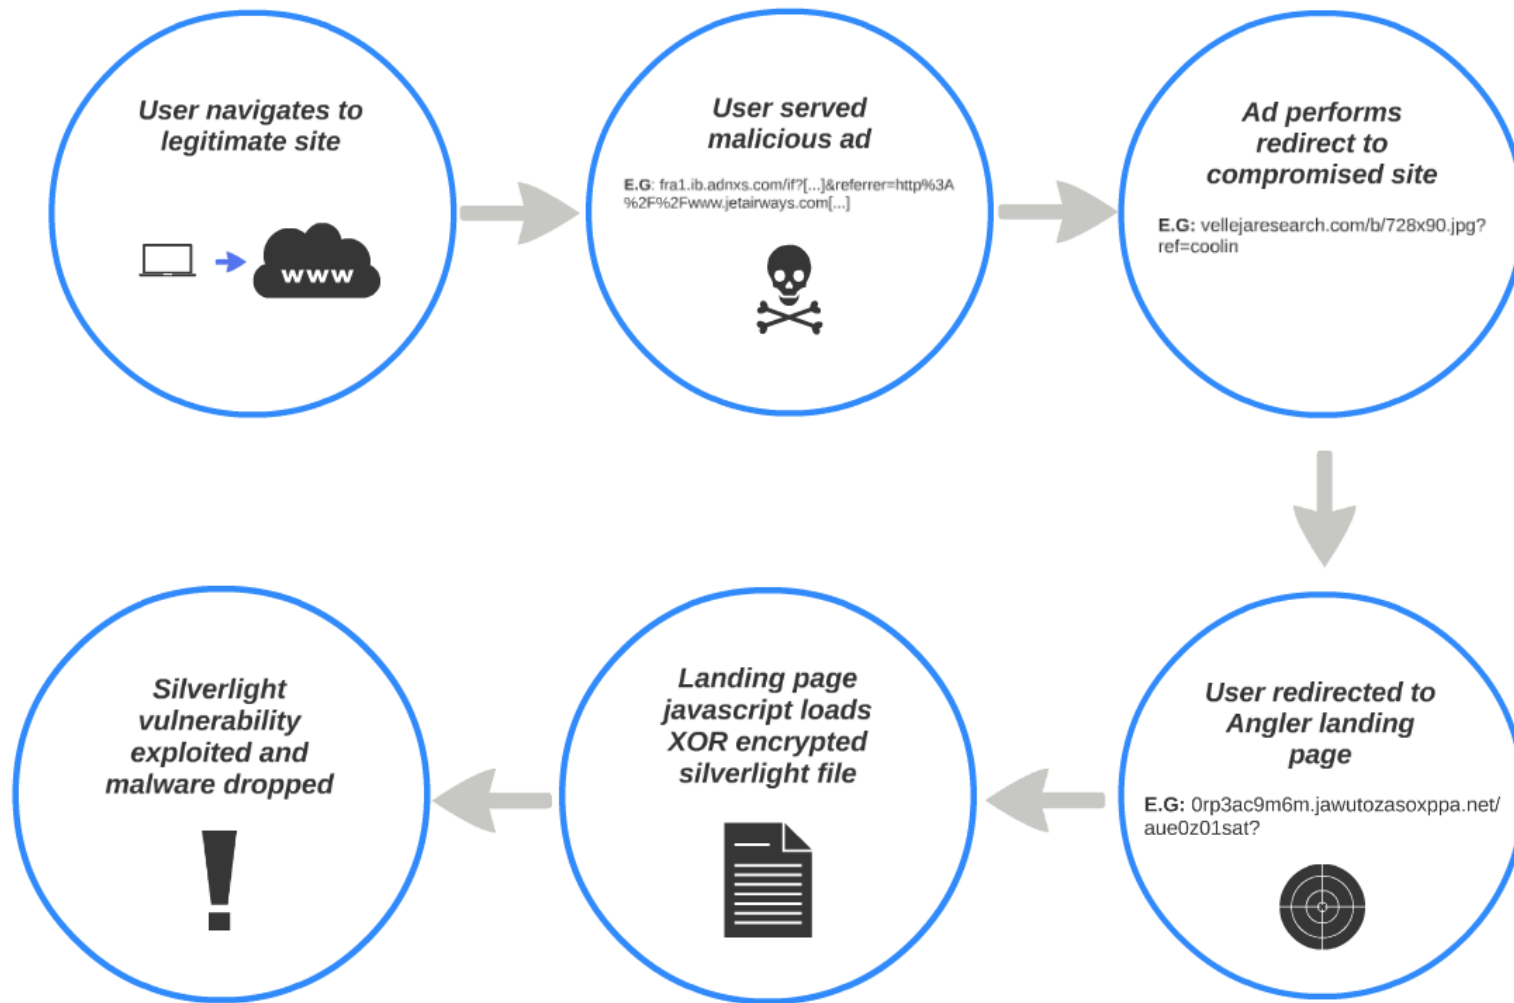 User navigates to
legitimate site
www
User served
malicious ad
E.G: fra1.ib.adnxs.com/if?[...]&referrer=http%3A
%2F%2Fwww.jetairways.com[...]
Ad performs
redirect to
compromised site
E.G: vellejaresearch.com/b/728x90.jpg?
ref=coolin
User redirected to
Angler landing
page
E.G: 0rp3ac9m6m.jawutozasoxppa.net/
aue0z01sat?
Landing page
javascript loads
XOR encrypted
silverlight file
Silverlight
vulnerability
exploited and
malware dropped
!